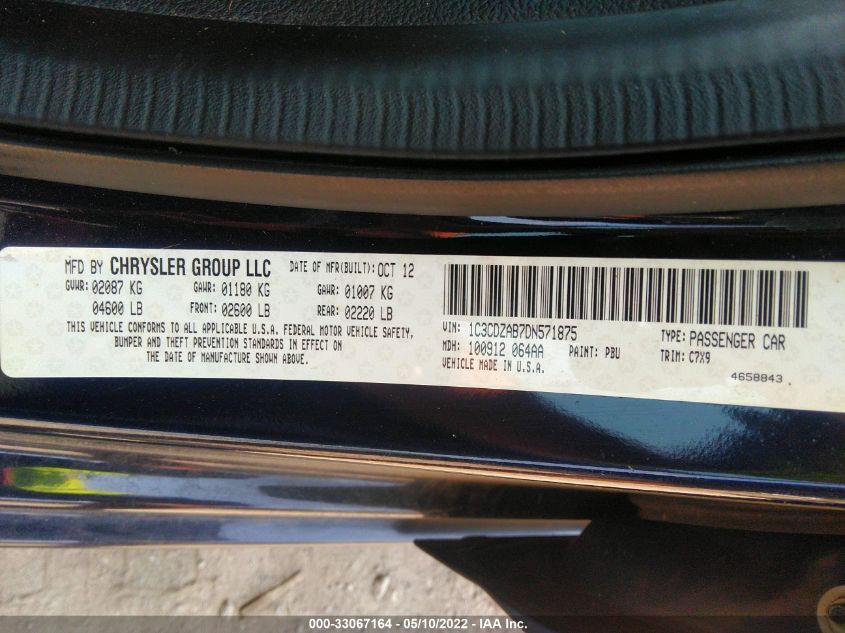 MFD BY CHRYSLER GROUP LLC DATE OF MFR(BUILT): OCT 12
GVWR: 02087 KG GAWR: 01180 KG GAWR: 01007 KG
04600 LB FRONT: 02600 LB REAR: 02220 LB
THIS VEHICLE CONFORMS TO ALL APPLICABLE U.S.A. FEDERAL MOTOR VEHICLE SAFETY,
BUMPER AND THEFT PREVENTION STANDARDS IN EFFECT ON
THE DATE OF MANUFACTURE SHOWN ABOVE.
VIN: 1C3CDZAB7DN571875 TYPE: PASSENGER CAR
MDH: 100912 064AA PAINT: PBU TRIM: C7X9
VEHICLE MADE IN U.S.A.
4658843
000-33067164 - 05/10/2022 - IAA Inc.